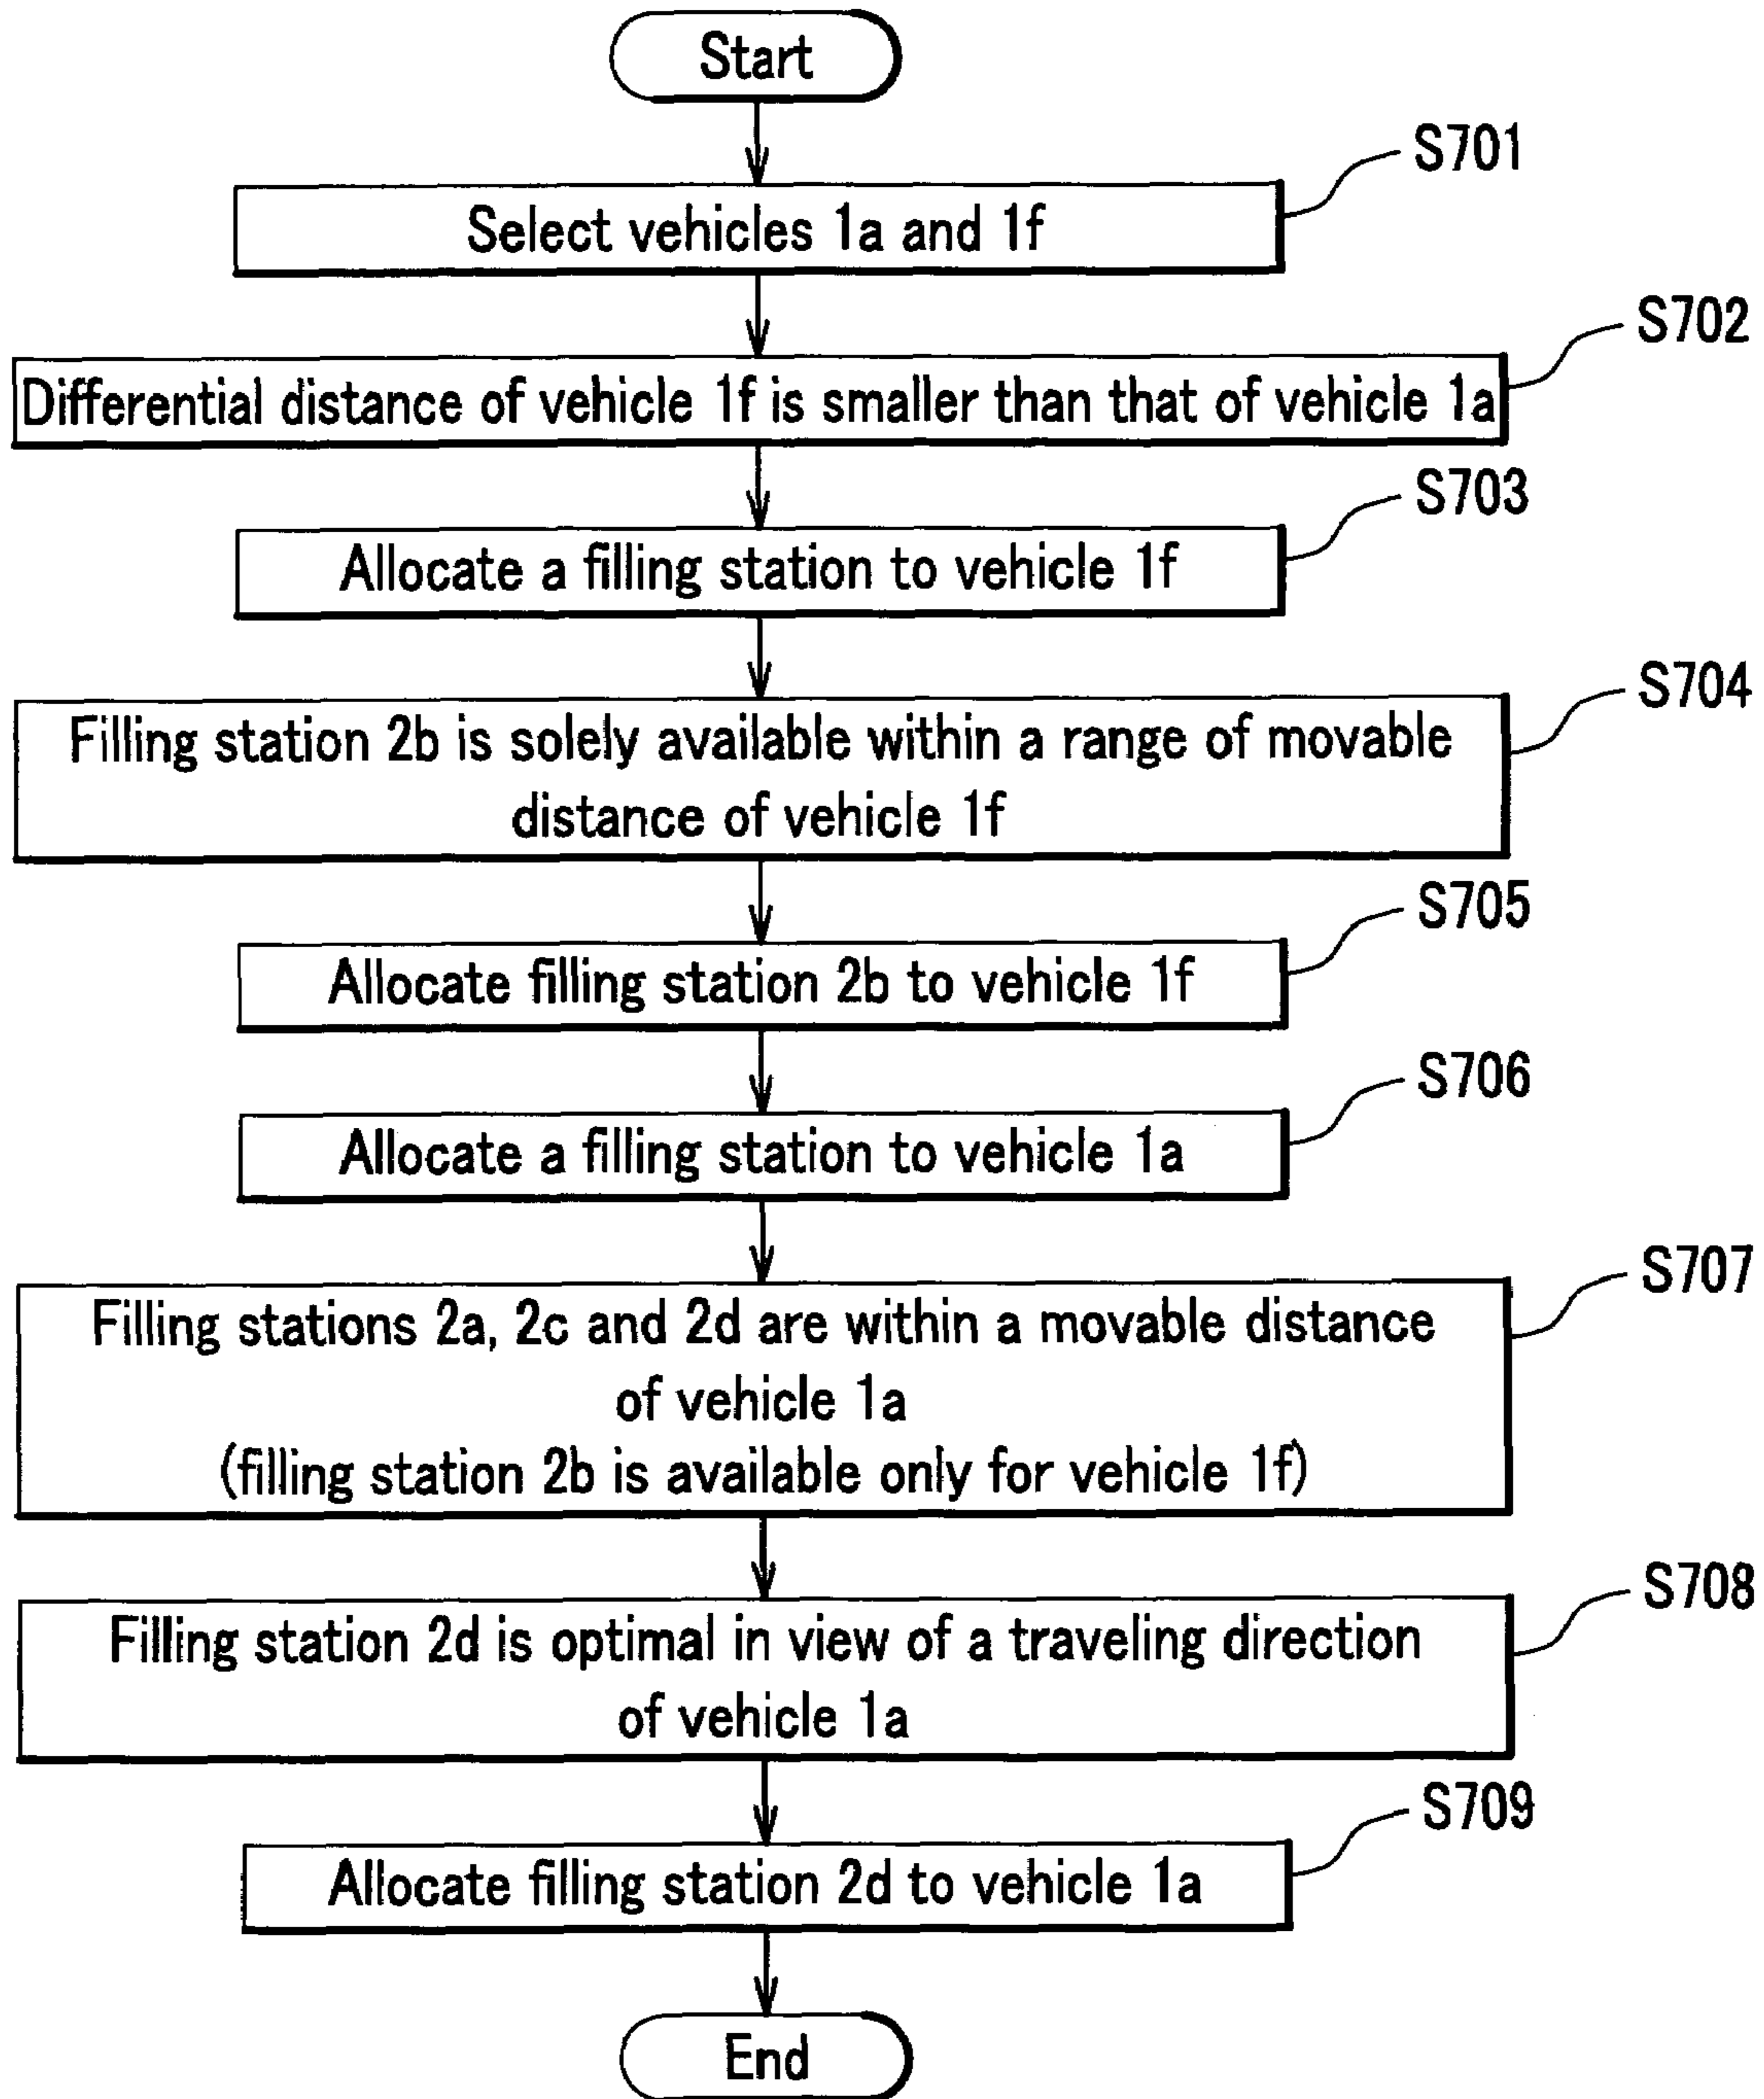 Start
S701
Select vehicles 1a and 1f
S702
Differential distance of vehicle 1f is smaller than that of vehicle 1a
S703
Allocate a filling station to vehicle 1f
S704
Filling station 2b is solely available within a range of movable
distance of vehicle 1f
S705
Allocate filling station 2b to vehicle 1f
S706
Allocate a filling station to vehicle 1a
S707
Filling stations 2a, 2c and 2d are within a movable distance
of vehicle 1a
(filling station 2b is available only for vehicle 1f)
S708
Filling station 2d is optimal in view of a traveling direction
of vehicle 1a
S709
Allocate filling station 2d to vehicle 1a
End